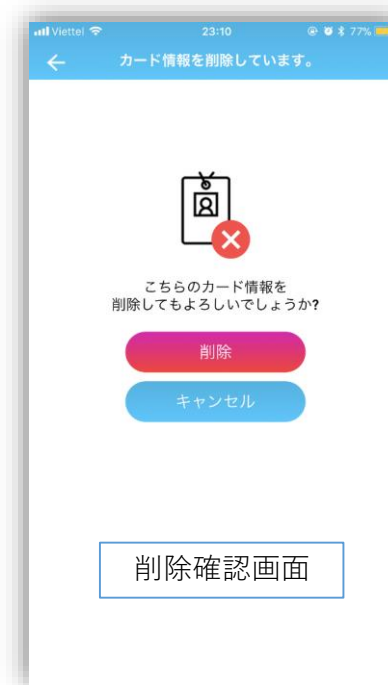 Viettel 23:10 77%
カード情報を削除しています。
こちらのカード情報を
削除してもよろしいでしょうか?
削除
キャンセル
削除確認画面